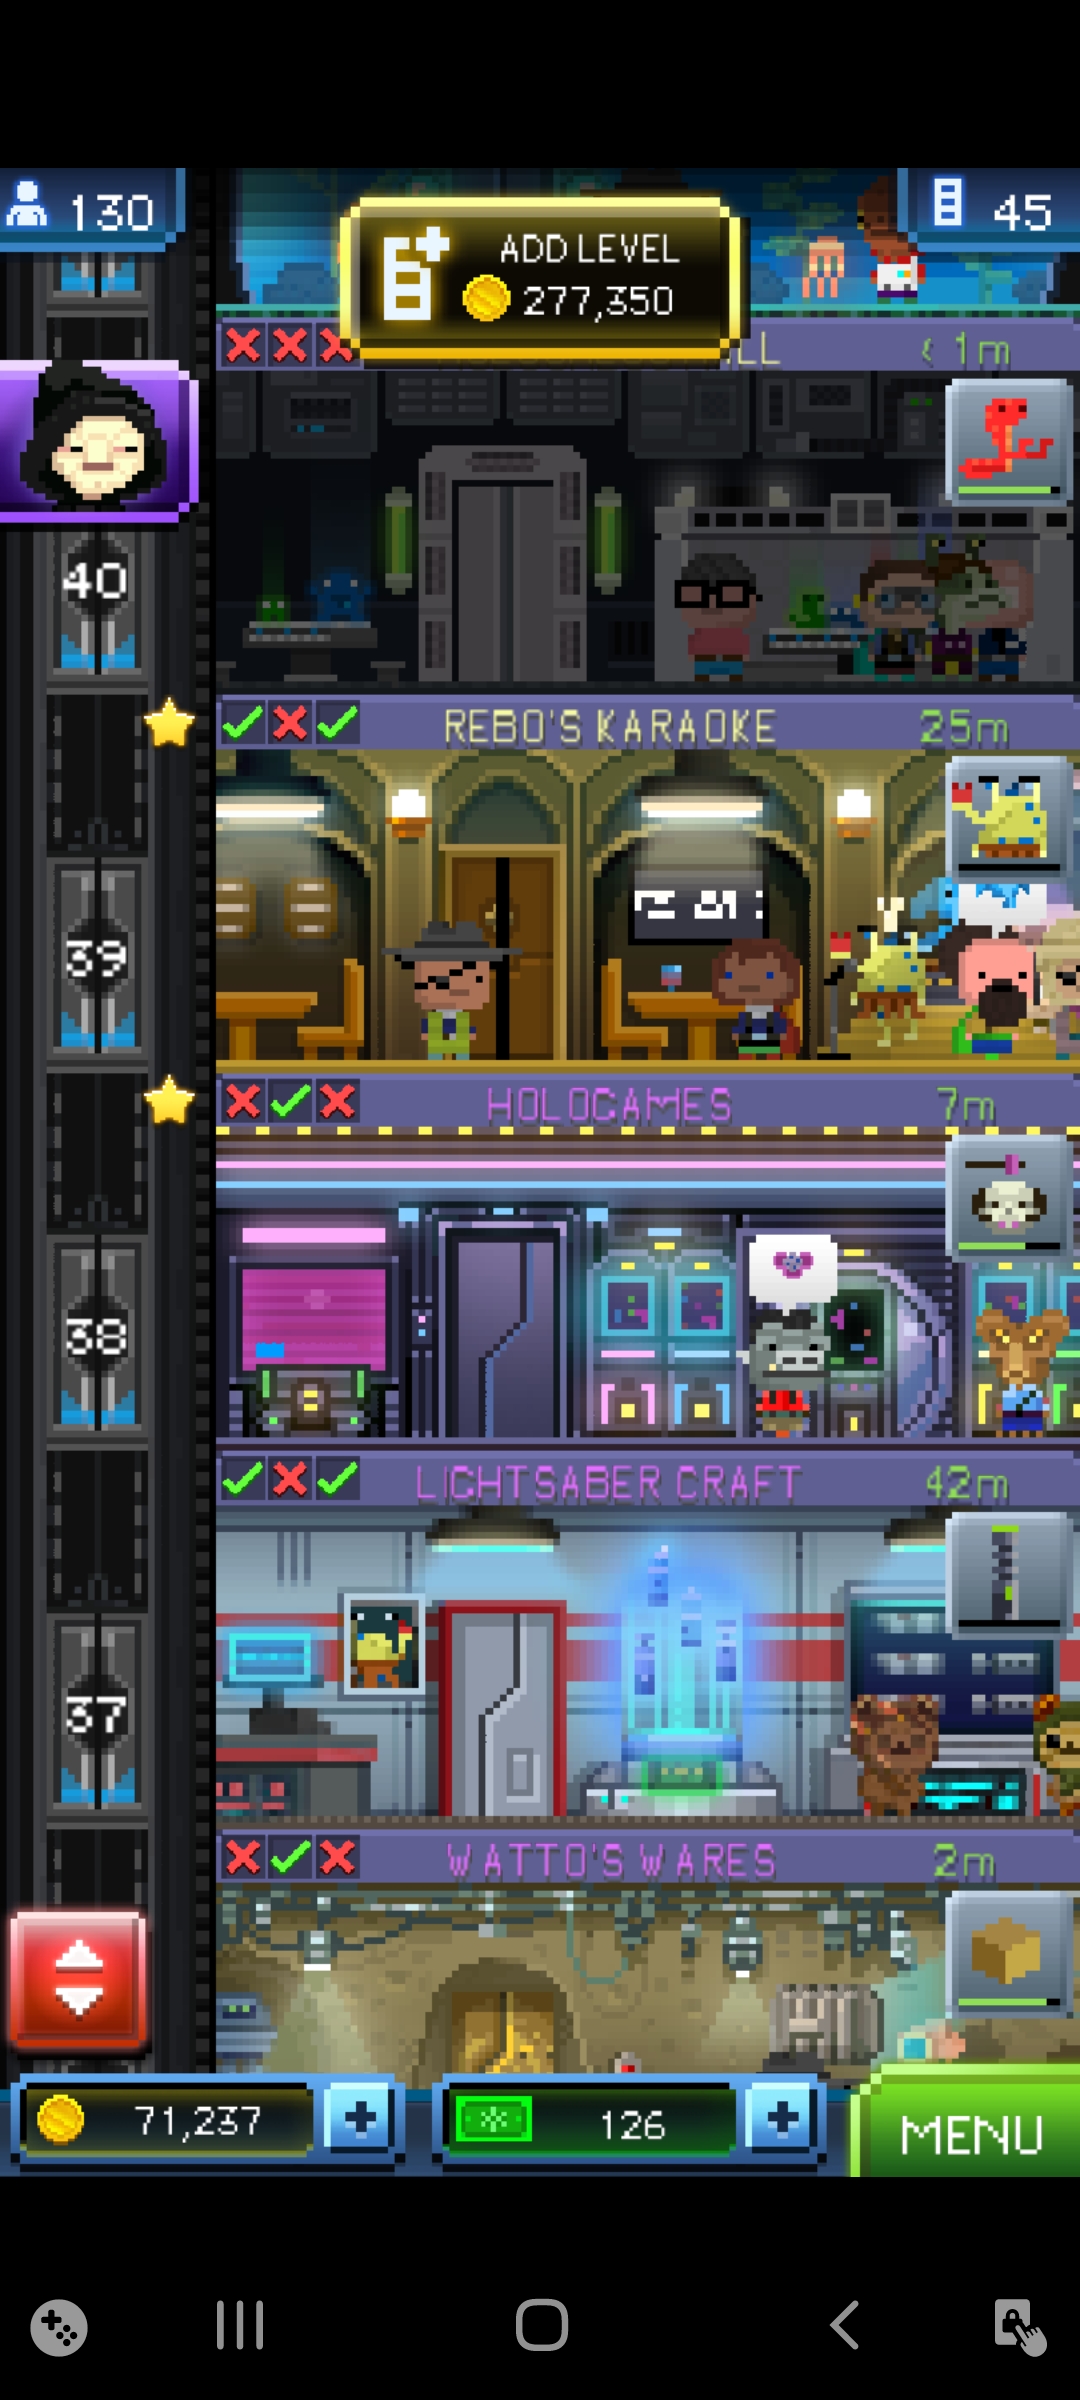 130
ADD LEVEL
277,350
45
LL
< 1m
40
REBO'S KARAOKE
25m
39
HOLOGAMES
7m
38
LIGHTSABER CRAFT
42m
37
WATTO'S WARES
2m
71,237
126
MENU